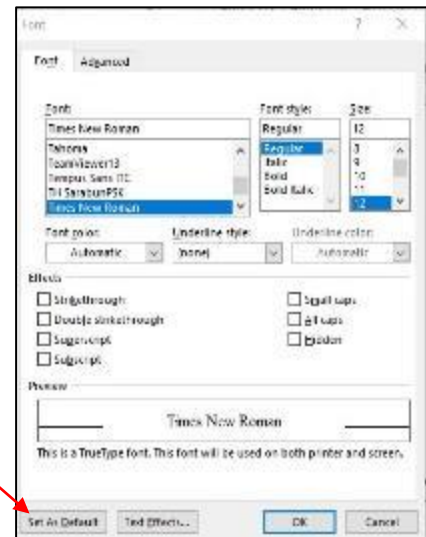 Font ? ×
Font Advanced
Font: Font style: Size:
Times New Roman Regular 12
Tahoma Regular 8
TeamViewer13 Italic 9
Tempus Sans ITC Bold 10
TH SarabunPSK Bold Italic 11
Times New Roman 12
Font color: Underline style: Underline color:
Automatic (none) Automatic
Effects
Strikethrough Small caps
Double strikethrough All caps
Superscript Hidden
Subscript
Preview
Times New Roman
This is a TrueType font. This font will be used on both printer and screen.
Set As Default Text Effects... OK Cancel